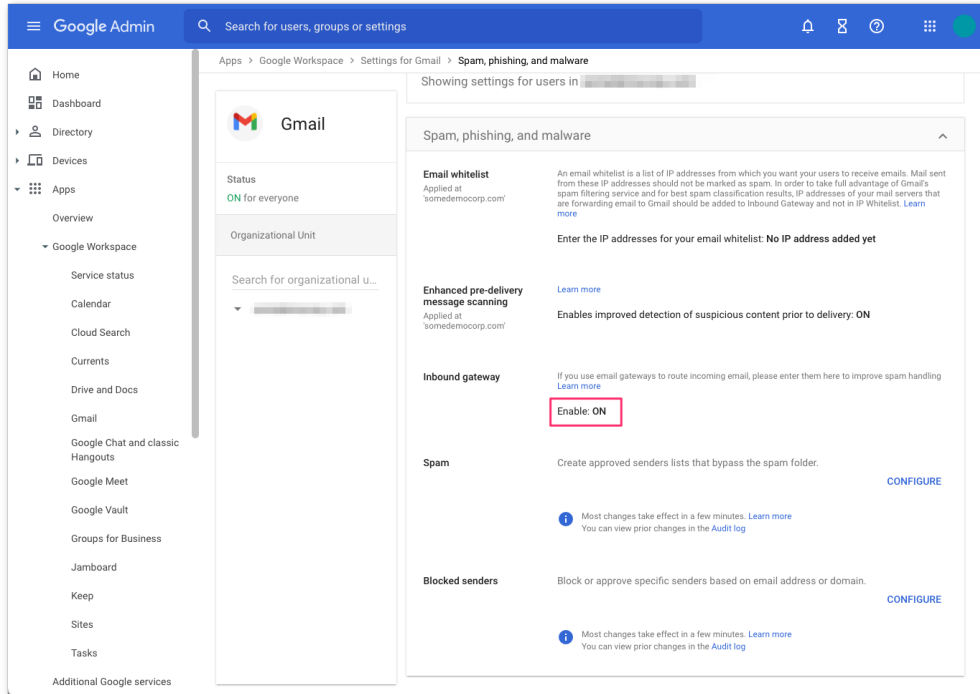 Google Admin
Search for users, groups or settings
Home
Dashboard
Directory
Devices
Apps
Overview
Google Workspace
Service status
Calendar
Cloud Search
Currents
Drive and Docs
Gmail
Google Chat and classic
Hangouts
Google Meet
Google Vault
Groups for Business
Jamboard
Keep
Sites
Tasks
Additional Google services
Apps > Google Workspace > Settings for Gmail > Spam, phishing, and malware
Gmail
Status
ON for everyone
Organizational Unit
Search for organizational u...
Showing settings for users in
Spam, phishing, and malware
Email whitelist
Applied at
'somedemocorp.com'
An email whitelist is a list of IP addresses from which you want your users to receive emails. Mail sent
from these IP addresses should not be marked as spam. In order to take full advantage of Gmail's
spam filtering service and for best spam classification results, IP addresses of your mail servers that
are forwarding email to Gmail should be added to Inbound Gateway and not in IP Whitelist. Learn
more
Enter the IP addresses for your email whitelist: No IP address added yet
Enhanced pre-delivery
message scanning
Applied at
'somedemocorp.com'
Learn more
Enables improved detection of suspicious content prior to delivery: ON
Inbound gateway
If you use email gateways to route incoming email, please enter them here to improve spam handling
Learn more
Enable: ON
Spam
Create approved senders lists that bypass the spam folder.
CONFIGURE
Most changes take effect in a few minutes. Learn more
You can view prior changes in the Audit log
Blocked senders
Block or approve specific senders based on email address or domain.
CONFIGURE
Most changes take effect in a few minutes. Learn more
You can view prior changes in the Audit log